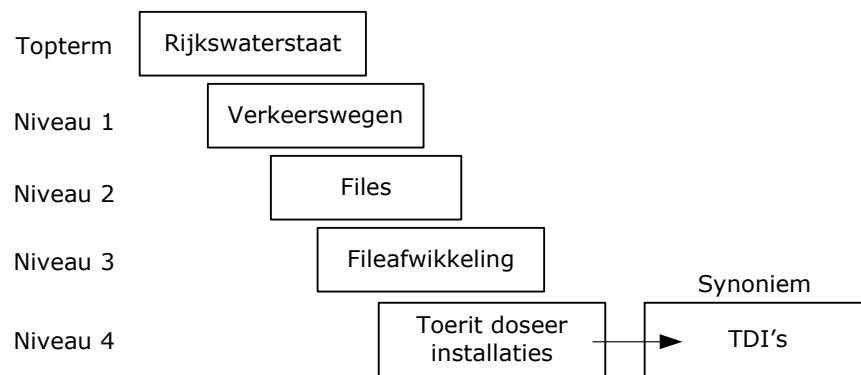 Topterm
Rijkswaterstaat
Niveau 1
Verkeerswegen
Niveau 2
Files
Niveau 3
Fileafwikkeling
Synoniem
Niveau 4
Toerit doseer
installaties
TDI's